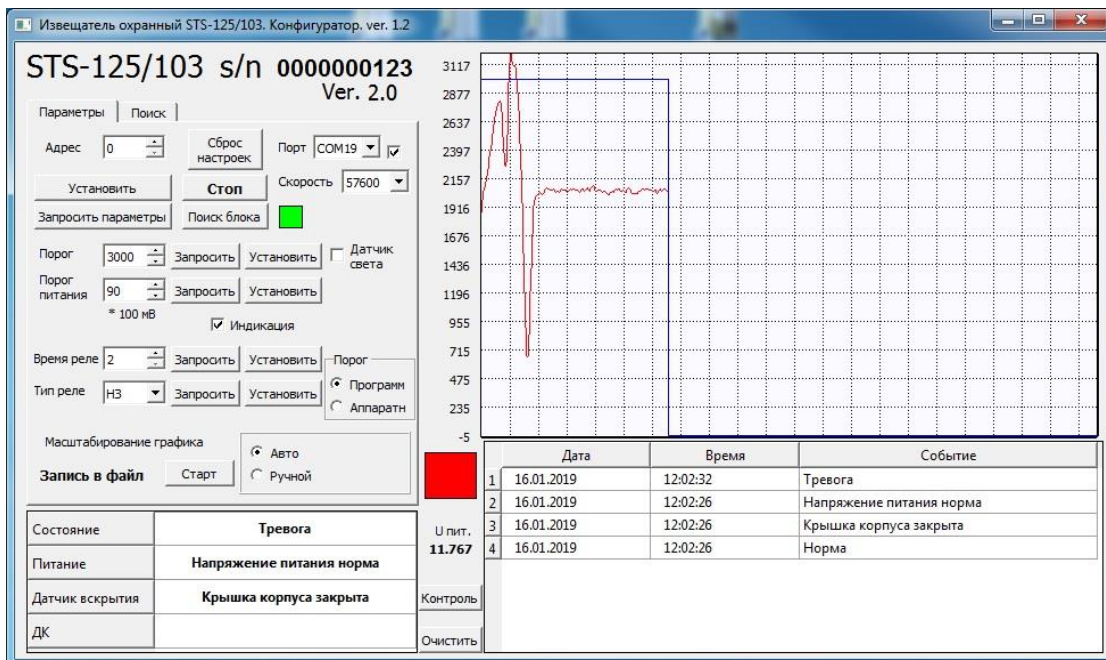 Извещатель охранный STS-125/103. Конфигуратор. ver. 1.2
STS-125/103 s/n 0000000123
Ver. 2.0
Параметры Поиск
Адрес 0 Сброс настроек Порт COM19
Установить Стоп Скорость 57600
Запросить параметры Поиск блока
Порог 3000 Запросить Установить Датчик света
Порог питания 90 Запросить Установить
* 100 мВ
Индикация
Время реле 2 Запросить Установить Порог
Программ
Тип реле НЗ Запросить Установить
Аппаратн
Масштабирование графика
Авто
Запись в файл Старт Ручной
Состояние Тревога
Питание Напряжение питания норма
Датчик вскрытия Крышка корпуса закрыта
ДК
3117
2877
2637
2397
2157
1916
1676
1436
1196
955
715
475
235
-5
U пит.
11.767
Контроль
Очистить
Дата Время Событие
1 16.01.2019 12:02:32 Тревога
2 16.01.2019 12:02:26 Напряжение питания норма
3 16.01.2019 12:02:26 Крышка корпуса закрыта
4 16.01.2019 12:02:26 Норма